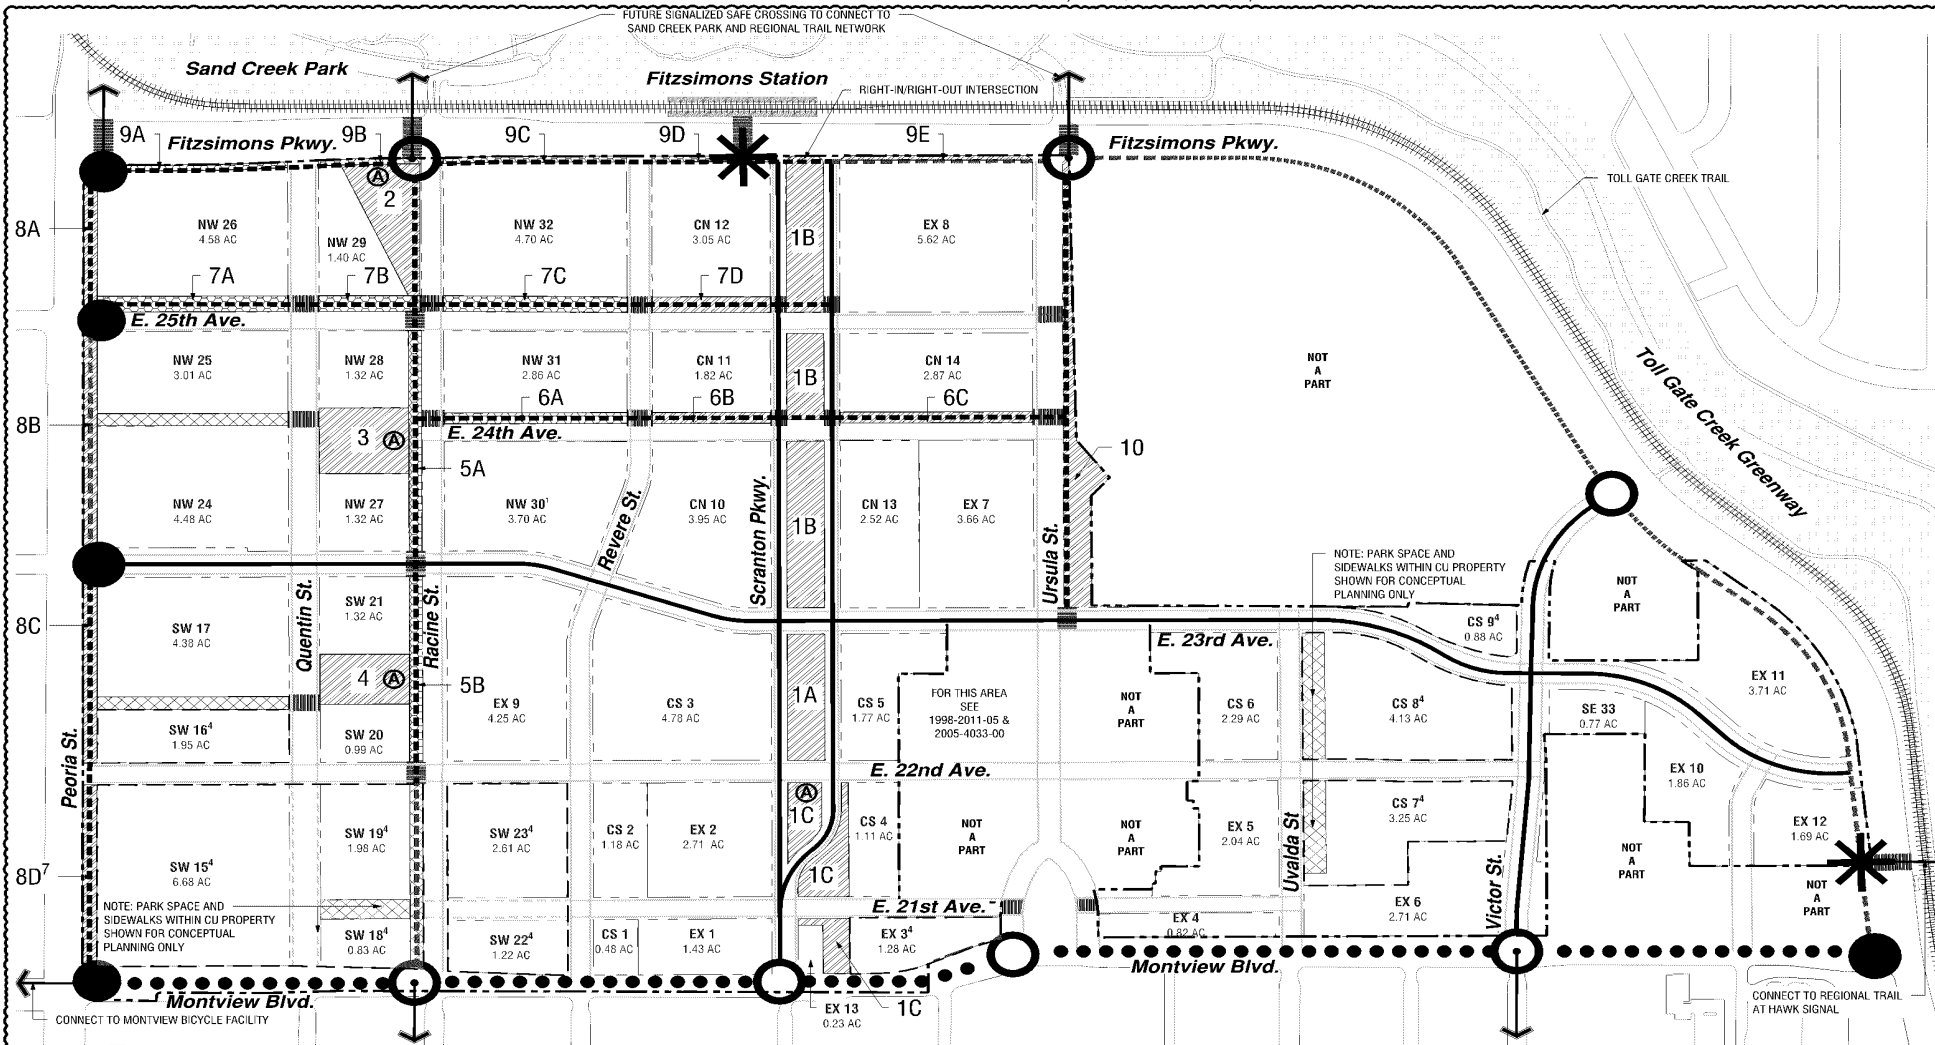 FUTURE SIGNALIZED SAFE CROSSING TO CONNECT TO
SAND CREEK PARK AND REGIONAL TRAIL NETWORK
Sand Creek Park
Fitzsimons Station
RIGHT-IN/RIGHT-OUT INTERSECTION
9A
Fitzsimons Pkwy.
9B
9C
9D
9E
Fitzsimons Pkwy.
TOLL GATE CREEK TRAIL
A
2
8A
NW 26
4.58 AC
NW 29
1.40 AC
NW 32
4.70 AC
CN 12
3.05 AC
1B
EX 8
5.62 AC
7A
7B
7C
7D
E. 25th Ave.
NW 25
3.01 AC
NW 28
1.32 AC
NW 31
2.86 AC
CN 11
1.82 AC
1B
CN 14
2.87 AC
NOT
A
PART
Toll Gate Creek Greenway
6A
6B
6C
8B
3
A
E. 24th Ave.
5A
10
NW 24
4.48 AC
NW 27
1.32 AC
NW 30¹
3.70 AC
Revere St.
CN 10
3.95 AC
Scranton Pkwy.
1B
CN 13
2.52 AC
EX 7
3.66 AC
Ursula St.
NOTE: PARK SPACE AND
SIDEWALKS WITHIN CU PROPERTY
SHOWN FOR CONCEPTUAL
PLANNING ONLY
NOT
A
PART
8C
SW 17
4.38 AC
Quentin St.
SW 21
1.32 AC
Racine St.
E. 23rd Ave.
CS 9⁴
0.88 AC
4
A
5B
EX 9
4.25 AC
CS 3
4.78 AC
1A
CS 5
1.77 AC
FOR THIS AREA
SEE
1998-2011-05 &
2005-4033-00
NOT
A
PART
CS 6
2.29 AC
CS 8⁴
4.13 AC
SE 33
0.77 AC
EX 11
3.71 AC
SW 16⁴
1.95 AC
SW 20
0.99 AC
Peoria St.
E. 22nd Ave.
EX 10
1.86 AC
A
1C
SW 19⁴
1.98 AC
SW 23⁴
2.61 AC
CS 2
1.18 AC
EX 2
2.71 AC
CS 4
1.11 AC
NOT
A
PART
NOT
A
PART
EX 5
2.04 AC
Uvalda St
CS 7⁴
3.25 AC
EX 12
1.69 AC
8D⁷
SW 15⁴
6.68 AC
1C
NOT
A
PART
Victor St.
NOT
A
PART
NOTE: PARK SPACE AND
SIDEWALKS WITHIN CU PROPERTY
SHOWN FOR CONCEPTUAL
PLANNING ONLY
E. 21st Ave.
EX 4
0.82 AC
EX 6
2.71 AC
SW 18⁴
0.83 AC
SW 22⁴
1.22 AC
CS 1
0.48 AC
EX 1
1.43 AC
EX 3⁴
1.28 AC
Montview Blvd.
Montview Blvd.
EX 13
0.23 AC
1C
CONNECT TO MONTVIEW BICYCLE FACILITY
CONNECT TO REGIONAL TRAIL
AT HAWK SIGNAL